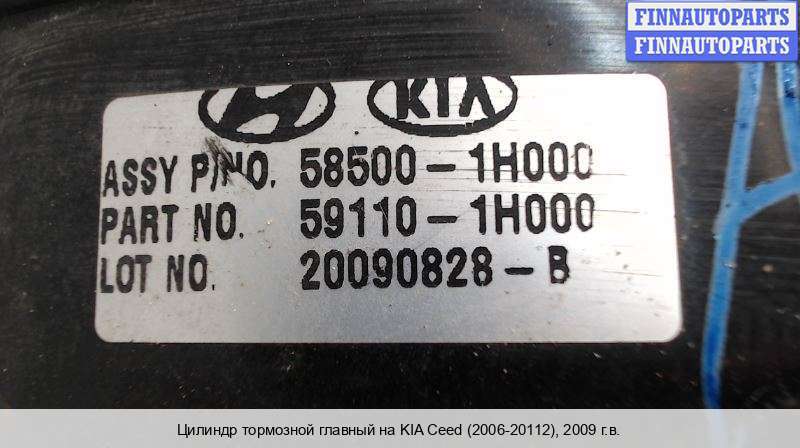 FINNAUTOPARTS
FINNAUTOPARTS
KIA
ASSY P/NO. 58500-1H000
PART NO. 59110-1H000
LOT NO. 20090828-B
Цилиндр тормозной главный на KIA Ceed (2006-20112), 2009 г.в.